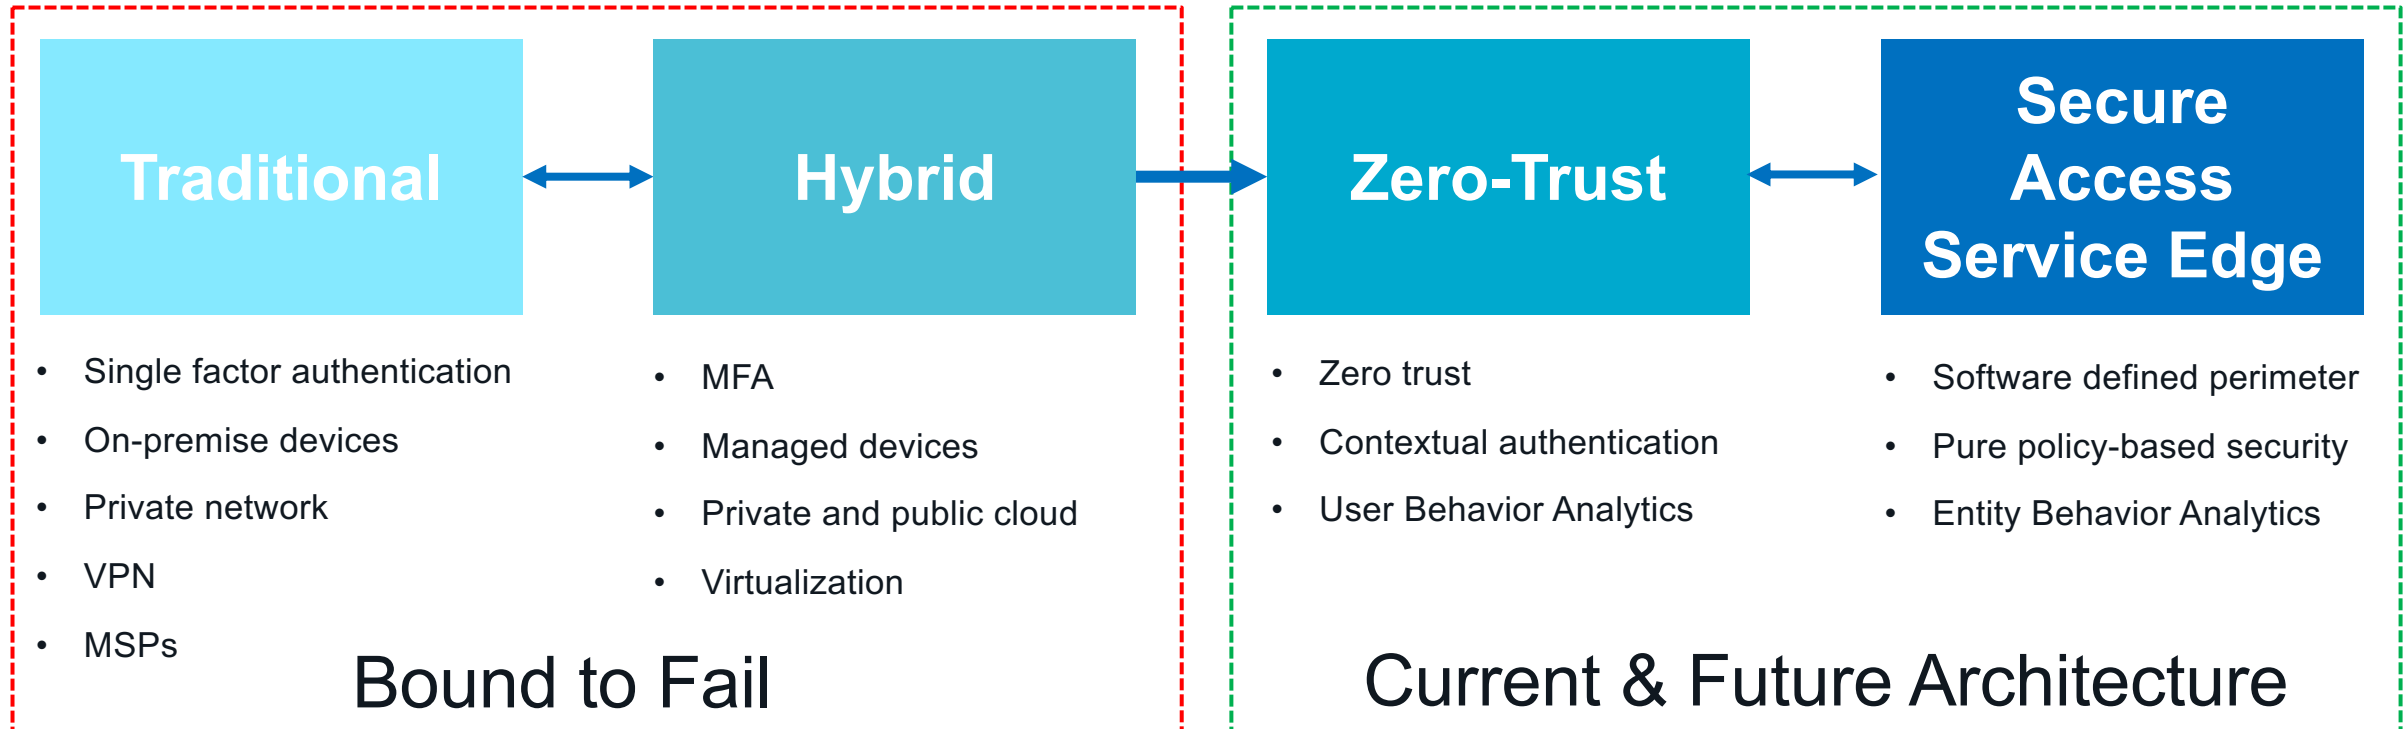 Traditional
Hybrid
Zero-Trust
Secure
Access
Service Edge
• Single factor authentication
• On-premise devices
• Private network
• VPN
• MSPs
• MFA
• Managed devices
• Private and public cloud
• Virtualization
• Zero trust
• Contextual authentication
• User Behavior Analytics
• Software defined perimeter
• Pure policy-based security
• Entity Behavior Analytics
Bound to Fail
Current & Future Architecture